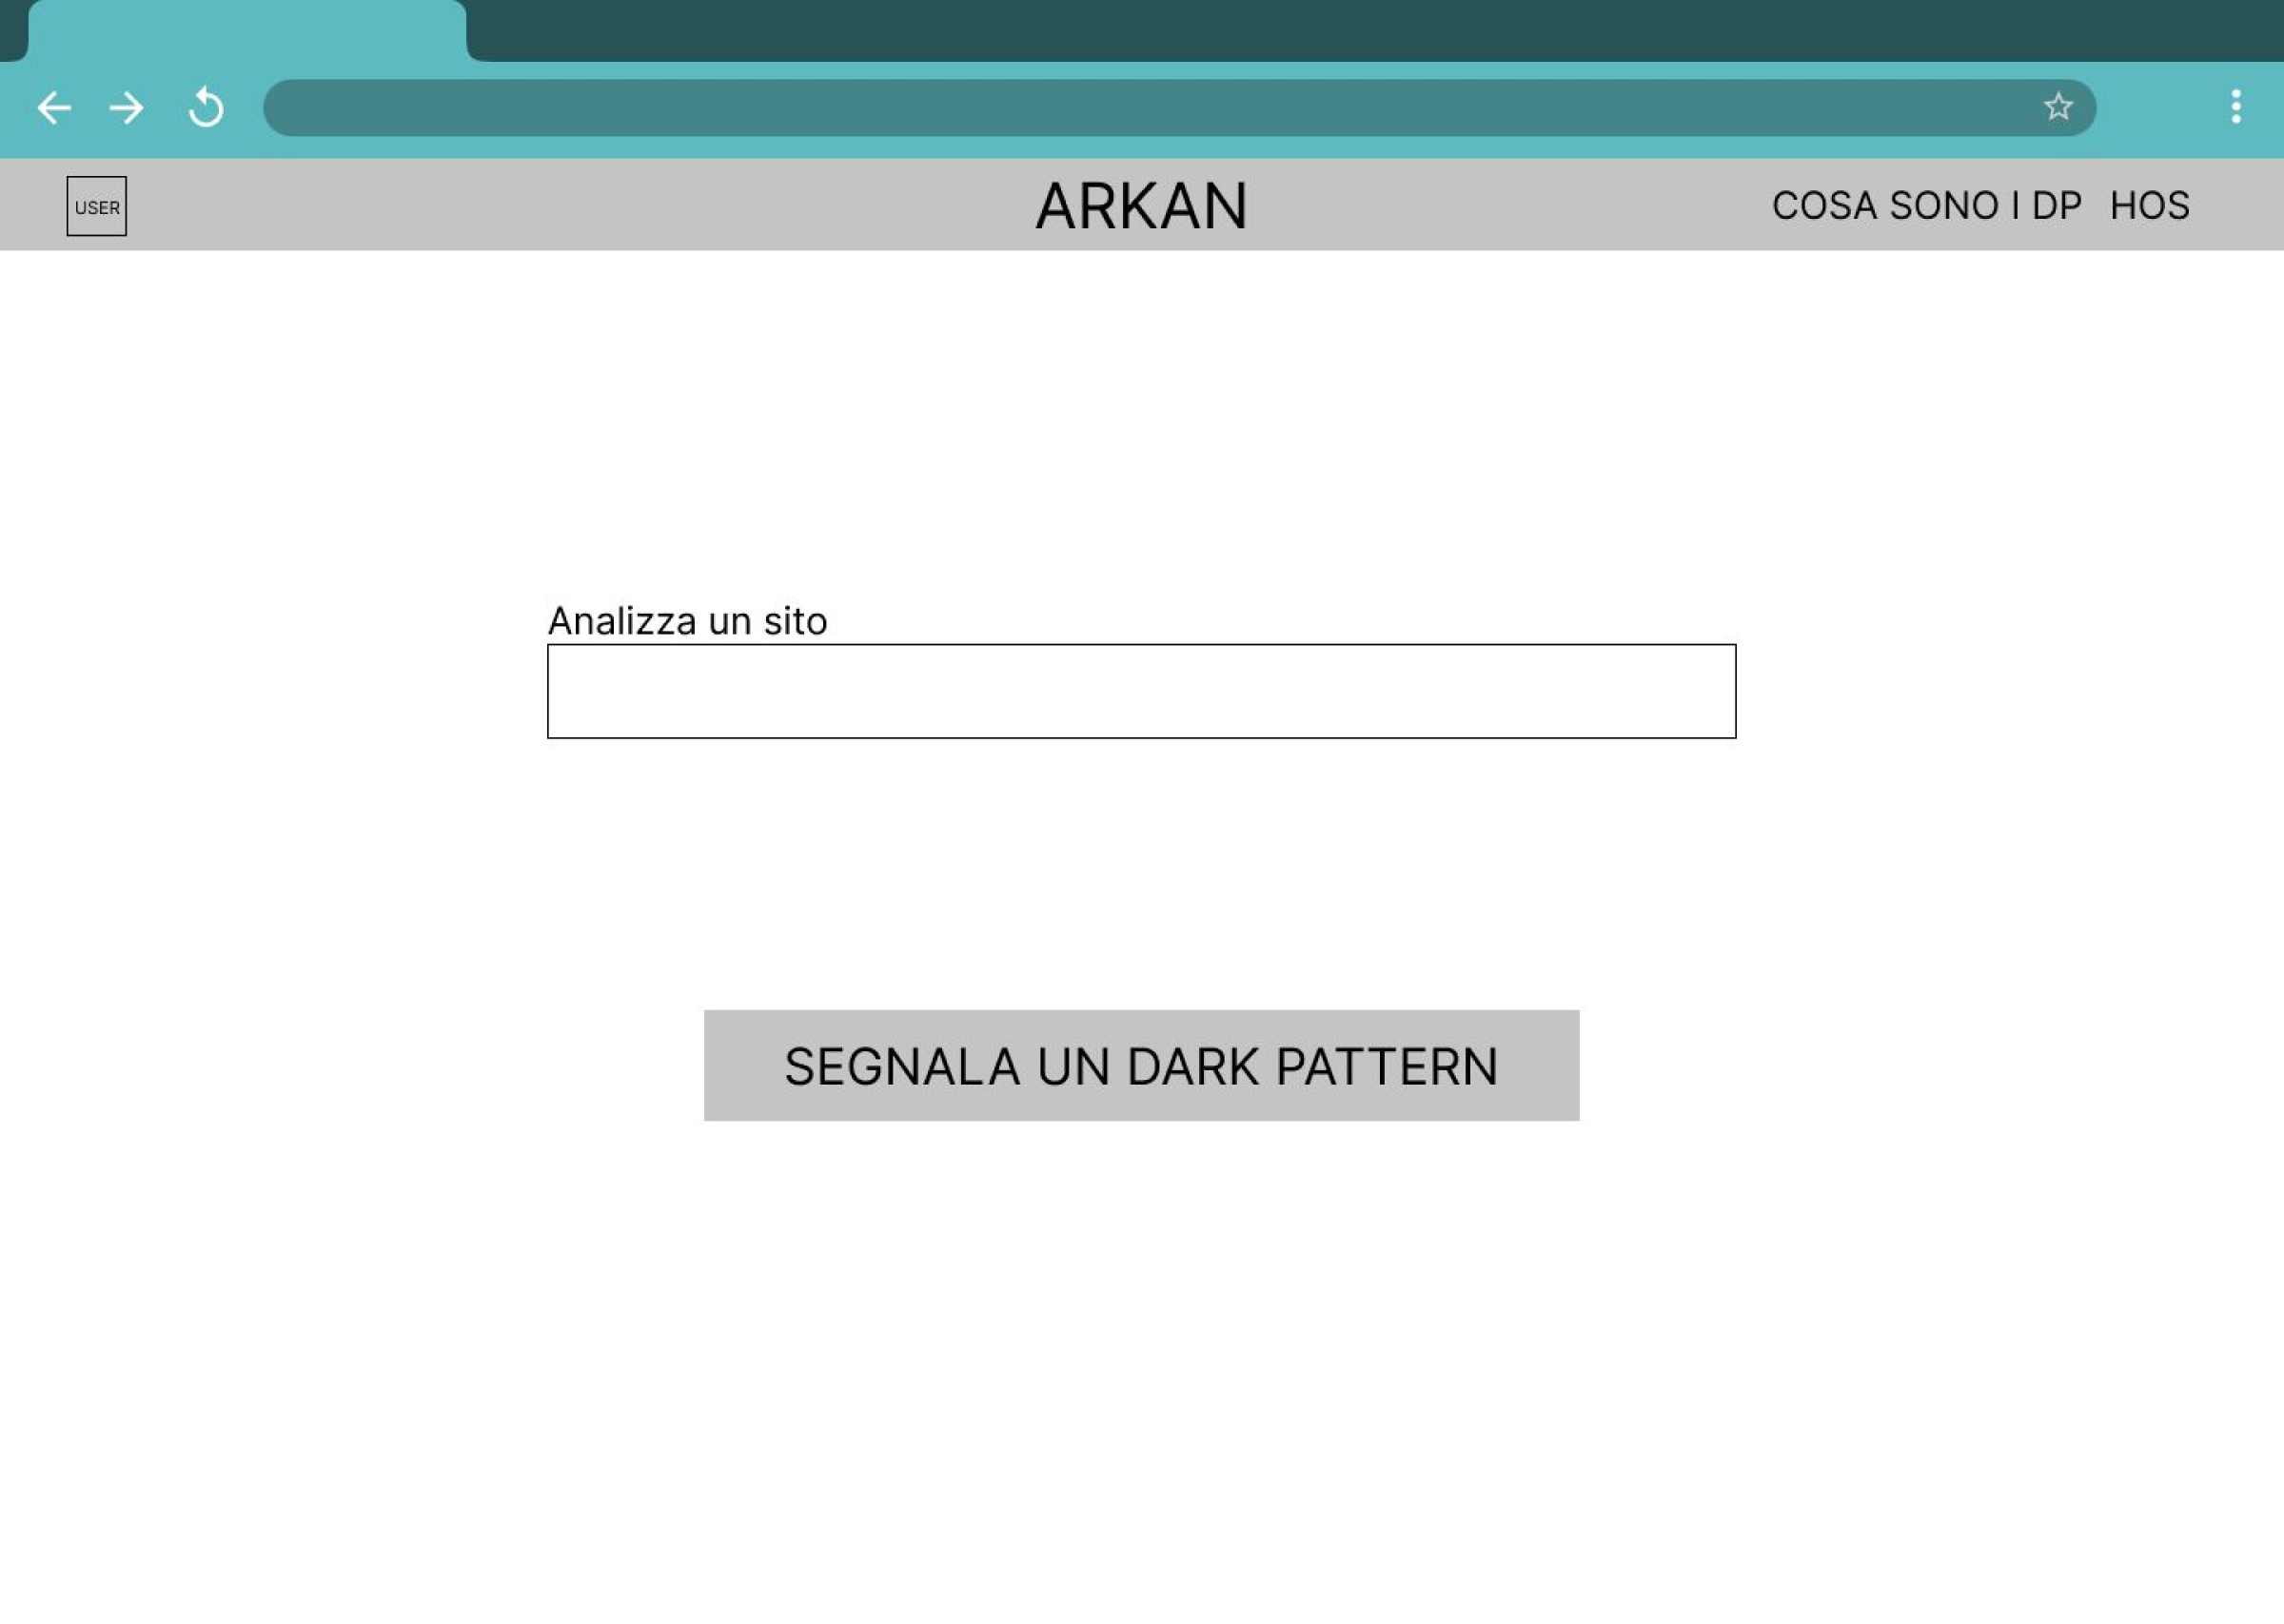 USER
ARKAN
COSA SONO I DP HOS
Analizza un sito
SEGNALA UN DARK PATTERN